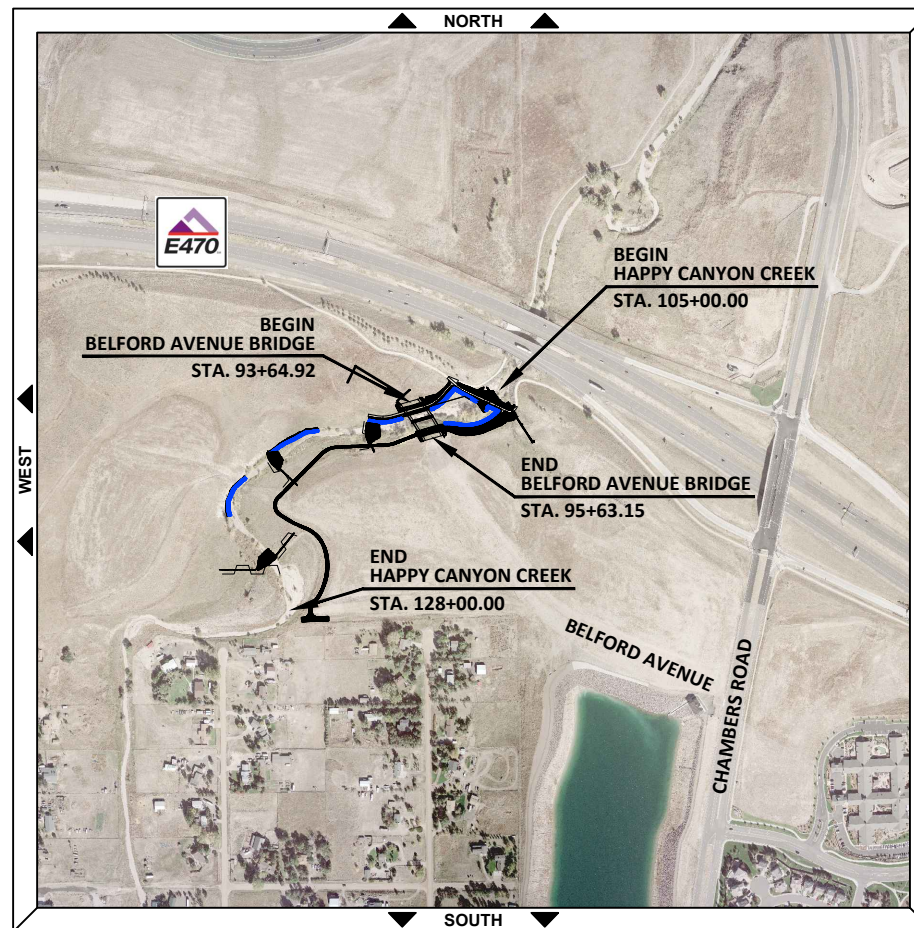 NORTH
E470
BEGIN
HAPPY CANYON CREEK
STA. 105+00.00
BEGIN
BELFORD AVENUE BRIDGE
STA. 93+64.92
WEST
END
BELFORD AVENUE BRIDGE
STA. 95+63.15
END
HAPPY CANYON CREEK
STA. 128+00.00
BELFORD AVENUE
CHAMBERS ROAD
SOUTH